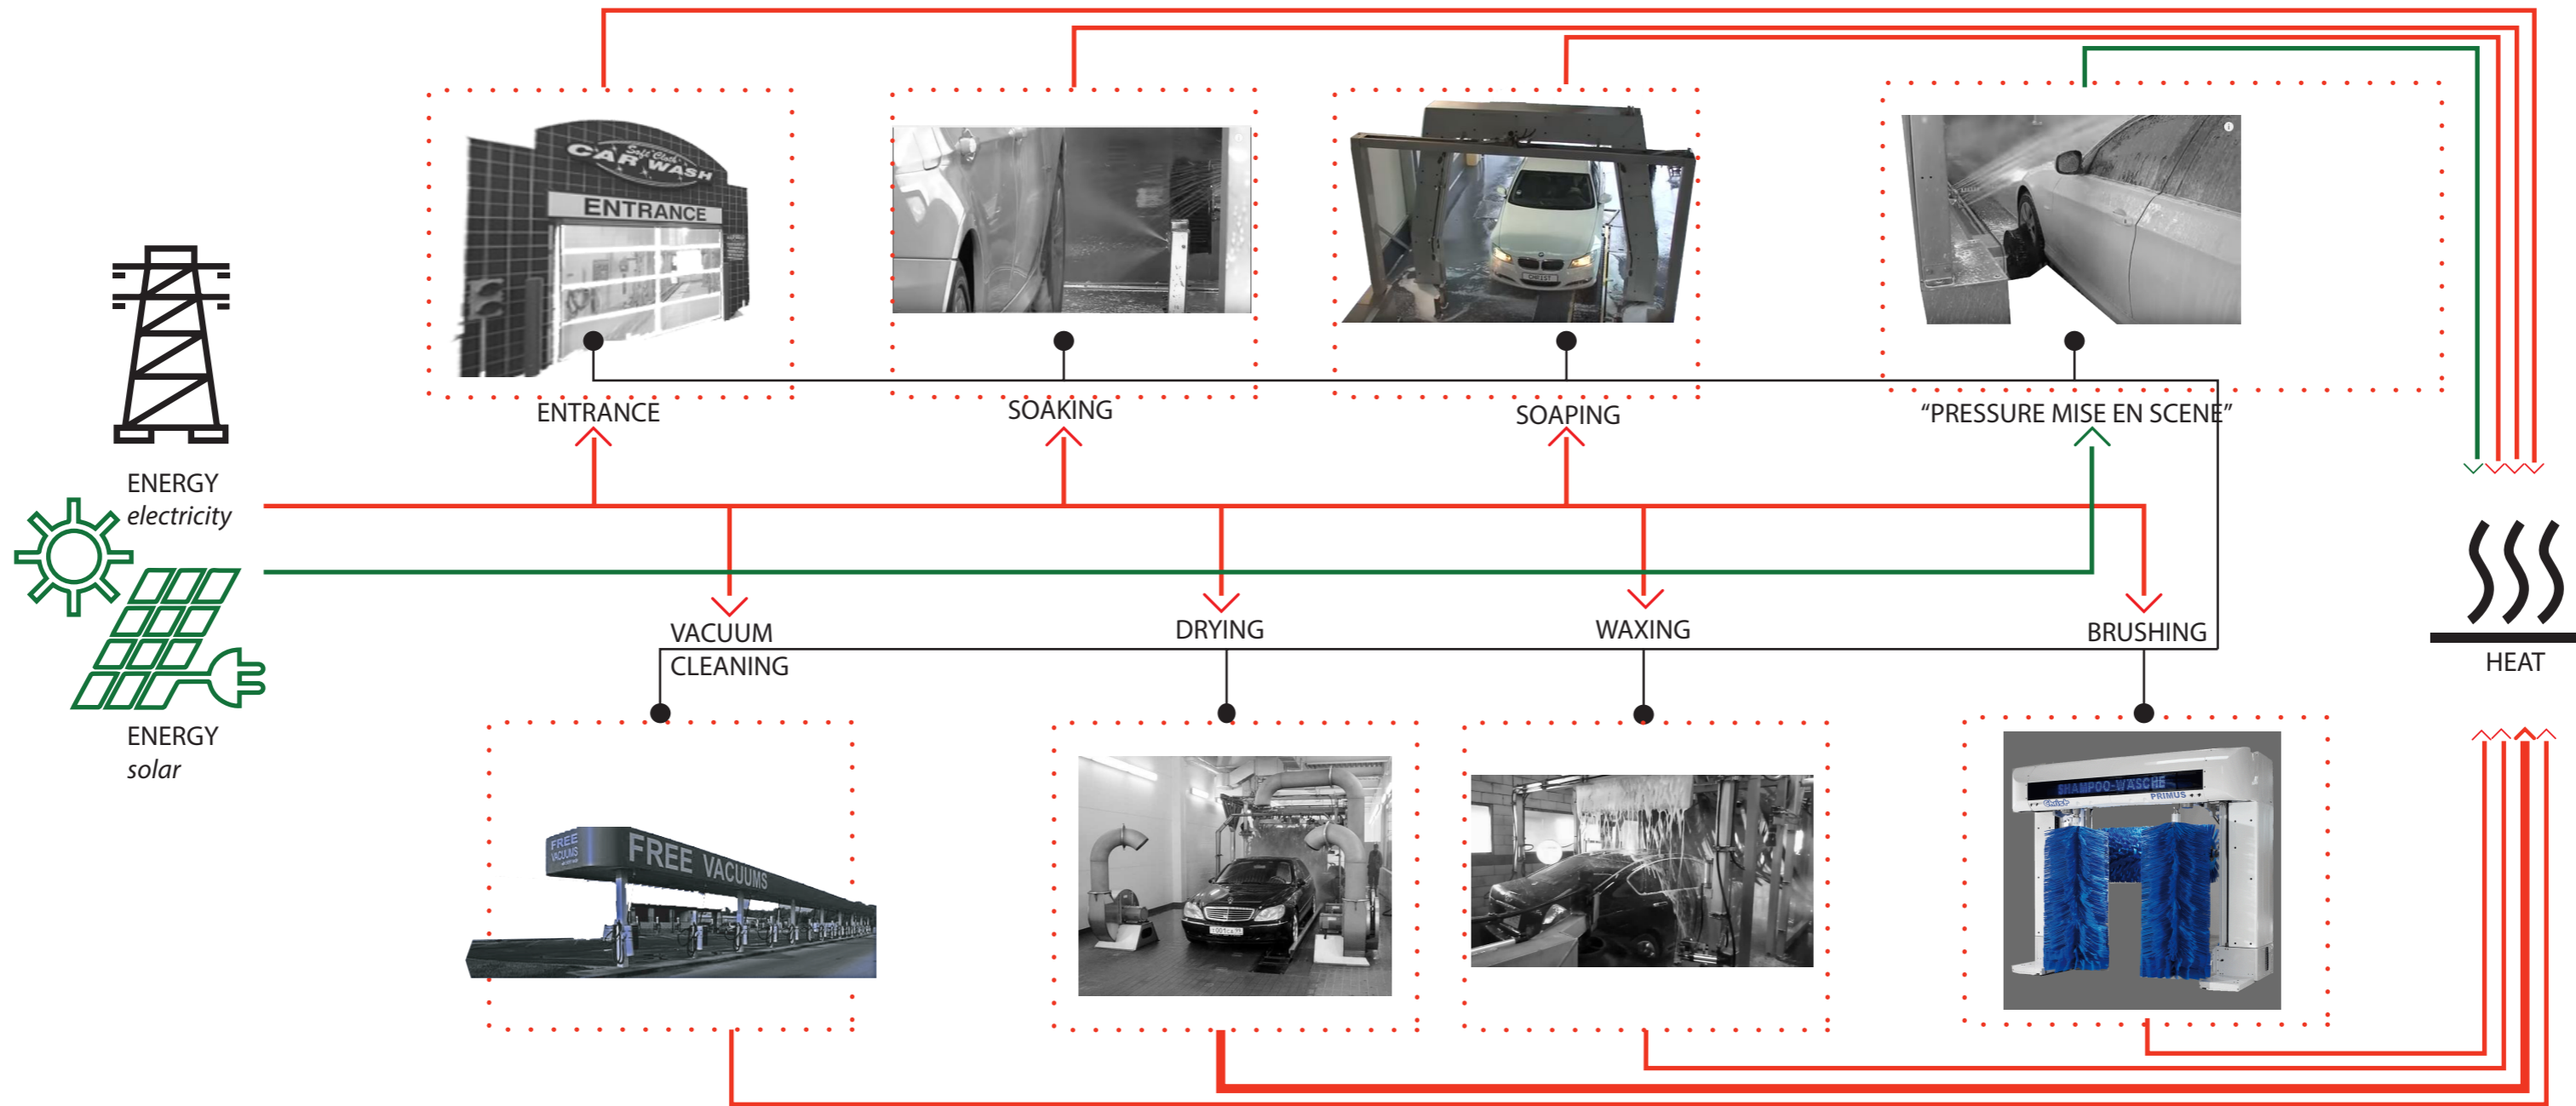 Soft Cloth
CAR WASH
ENTRANCE
ENTRANCE
SOAKING
SOAPING
“PRESSURE MISE EN SCENE”
ENERGY
electricity
ENERGY
solar
VACUUM
CLEANING
DRYING
WAXING
BRUSHING
HEAT
FREE
VACUUMS
FREE VACUUMS
SHAMPOO-WÄSCHE
Christ
PRIMUS